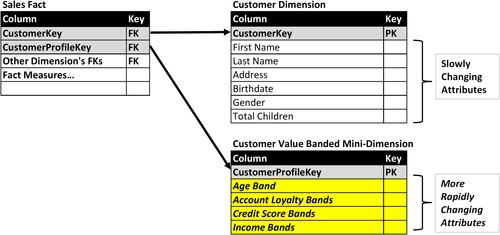 Sales Fact
Column Key
CustomerKey FK
CustomerProfileKey FK
Other Dimension's FKs FK
Fact Measures...
Customer Dimension
Column Key
CustomerKey PK
First Name
Last Name
Address
Birthdate
Gender
Total Children
Slowly
Changing
Attributes
Customer Value Banded Mini-Dimension
Column Key
CustomerProfileKey PK
Age Band
Account Loyalty Bands
Credit Score Bands
Income Bands
More
Rapidly
Changing
Attributes